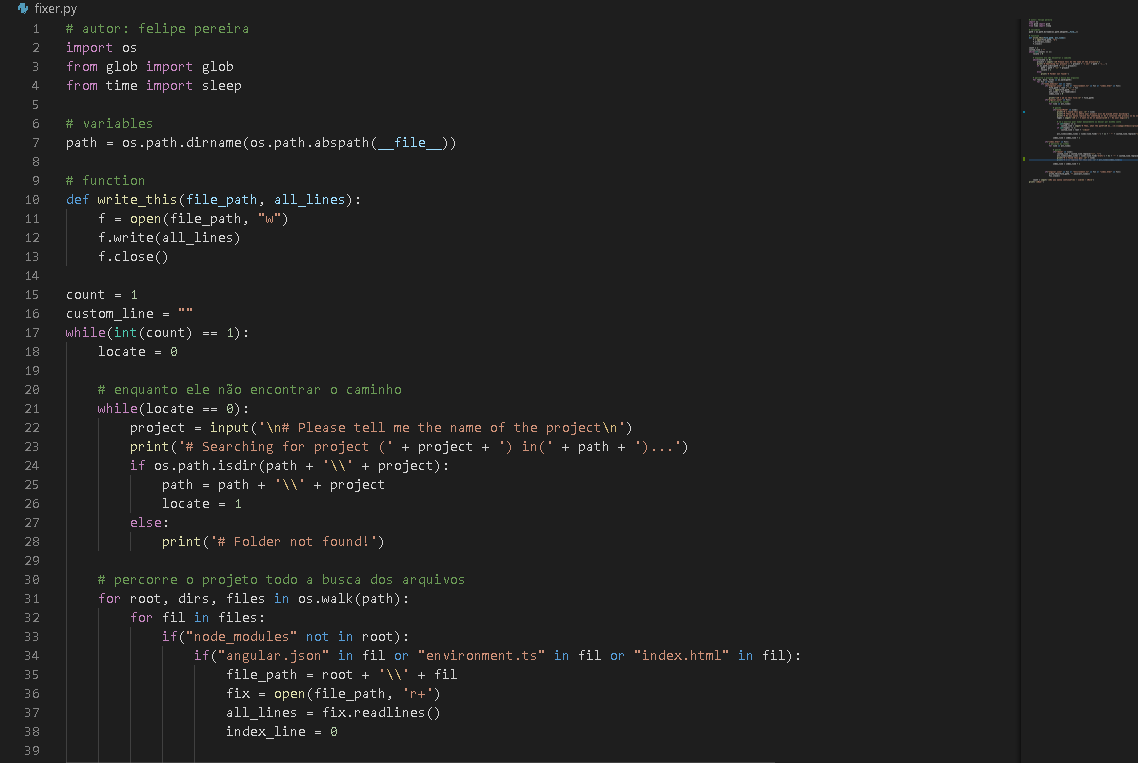 fixer.py
1 # autor: felipe pereira
2 import os
3 from glob import glob
4 from time import sleep
5
6 # variables
7 path = os.path.dirname(os.path.abspath(__file__))
8
9 # function
10 def write_this(file_path, all_lines):
11     f = open(file_path, "w")
12     f.write(all_lines)
13     f.close()
14
15 count = 1
16 custom_line = ""
17 while(int(count) == 1):
18     locate = 0
19
20     # enquanto ele não encontrar o caminho
21     while(locate == 0):
22         project = input('\n# Please tell me the name of the project\n')
23         print('# Searching for project (' + project + ') in(' + path + ')...')
24         if os.path.isdir(path + '\\' + project):
25             path = path + '\\' + project
26             locate = 1
27         else:
28             print('# Folder not found!')
29
30     # percorre o projeto todo a busca dos arquivos
31     for root, dirs, files in os.walk(path):
32         for fil in files:
33             if("node_modules" not in root):
34                 if("angular.json" in fil or "environment.ts" in fil or "index.html" in fil):
35                     file_path = root + '\\' + fil
36                     fix = open(file_path, 'r+')
37                     all_lines = fix.readlines()
38                     index_line = 0
39